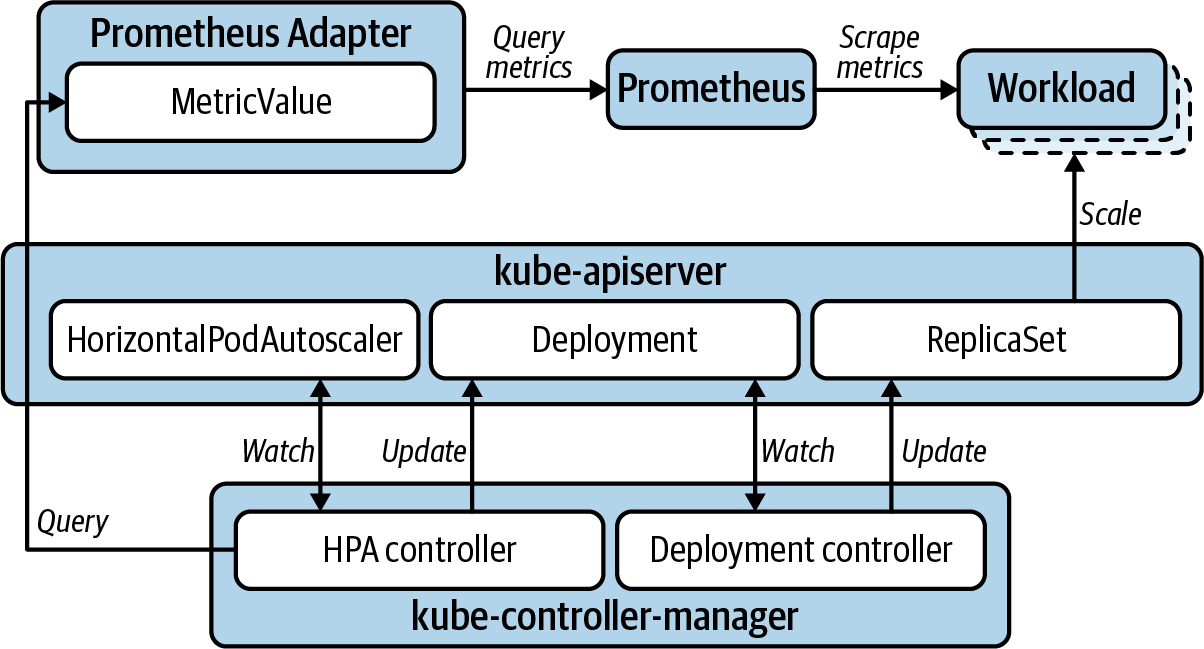 Prometheus Adapter
MetricValue
Query
metrics
Prometheus
Scrape
metrics
Workload
Scale
kube-apiserver
HorizontalPodAutoscaler
Deployment
ReplicaSet
Watch
Update
Watch
Update
Query
HPA controller
Deployment controller
kube-controller-manager